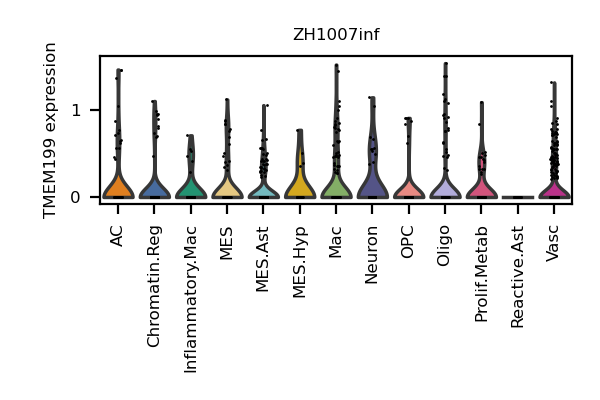 ZH1007inf
TMEM199 expression
1
0
AC
Chromatin.Reg
Inflammatory.Mac
MES
MES.Ast
MES.Hyp
Mac
Neuron
OPC
Oligo
Prolif.Metab
Reactive.Ast
Vasc